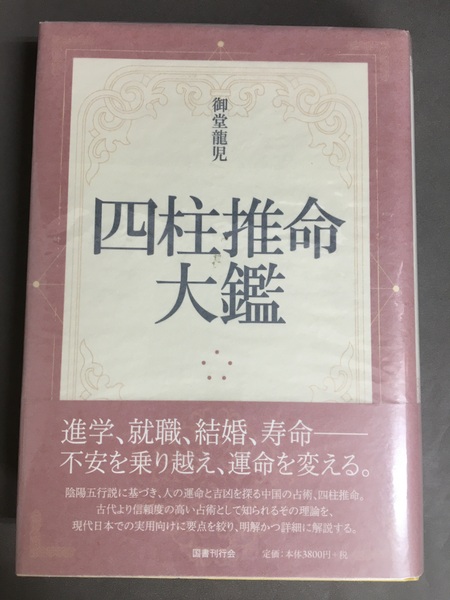 御堂龍児
四柱推命
大鑑
進学、就職、結婚、寿命――
不安を乗り越え、運命を変える。
陰陽五行説に基づき、人の運命と吉凶を探る中国の占術、四柱推命。
古代より信頼度の高い占術として知られるその理論を、
現代日本での実用向けに要点を絞り、明解かつ詳細に解説する。
国書刊行会
定価:本体3800円+税